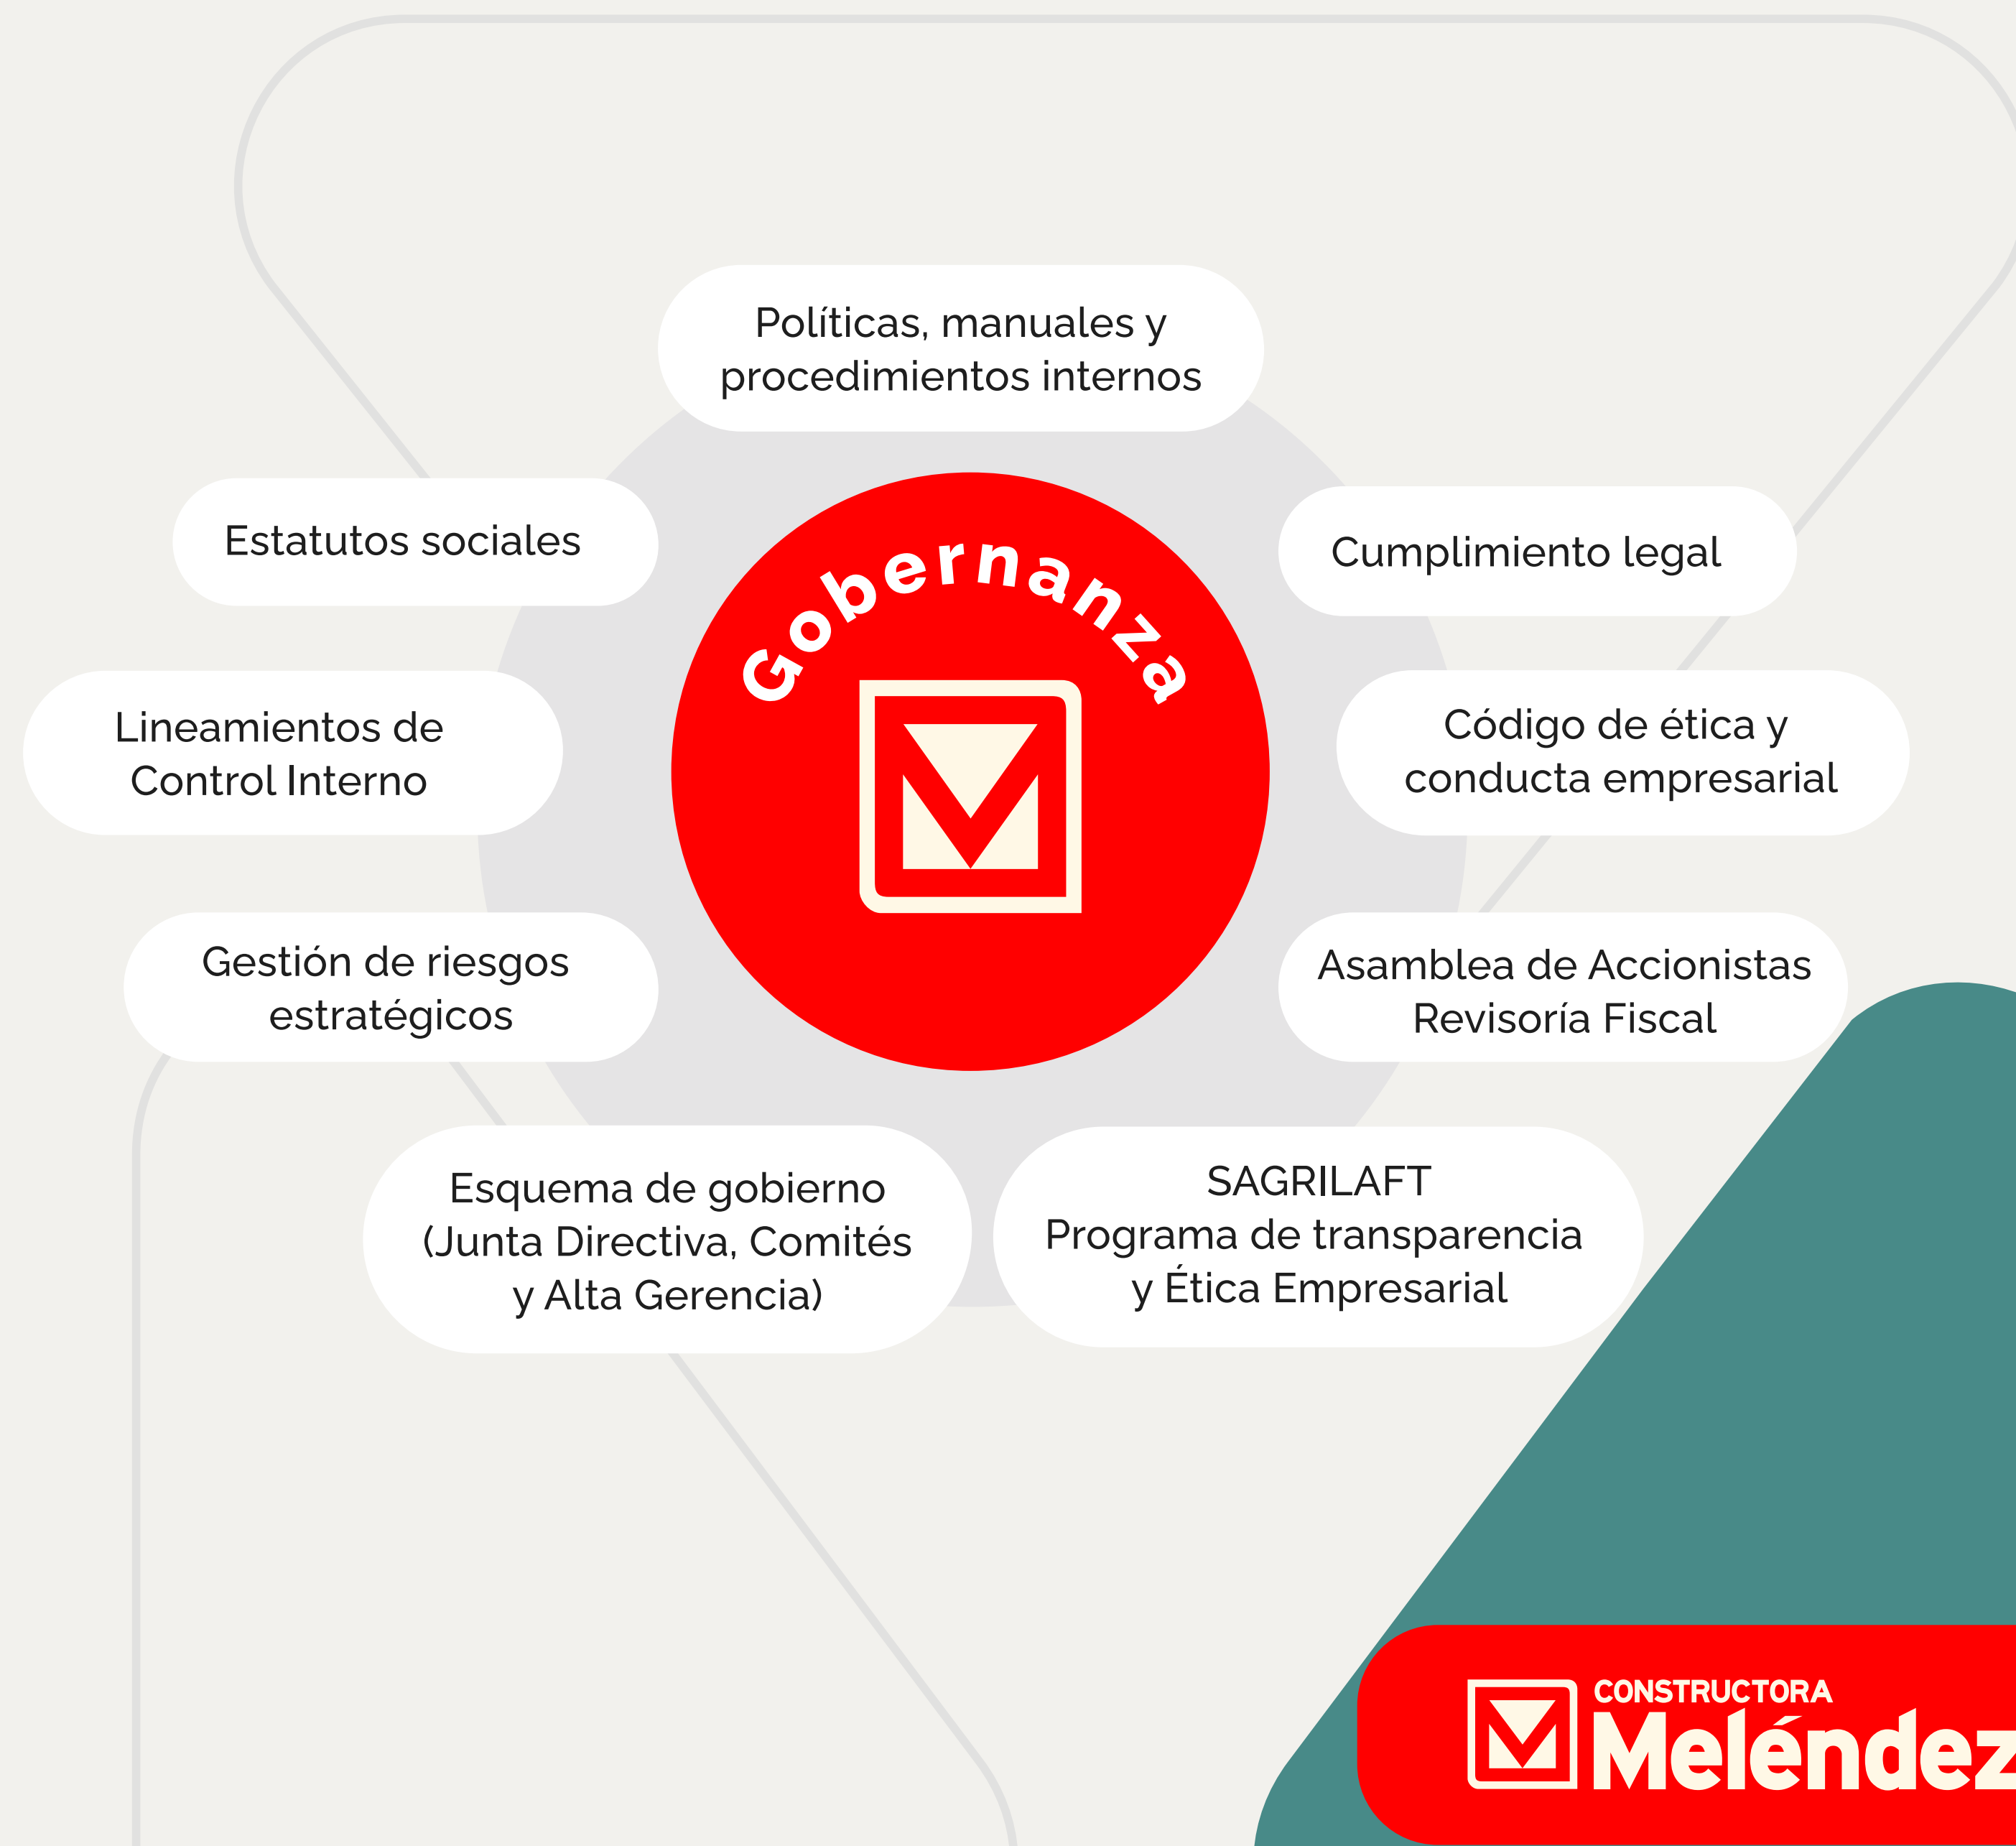 Políticas, manuales y
procedimientos internos
Estatutos sociales
Cumplimiento legal
Gobernanza
Lineamientos de
Control Interno
Código de ética y
conducta empresarial
Gestión de riesgos
estratégicos
Asamblea de Accionistas
Revisoría Fiscal
Esquema de gobierno
(Junta Directiva, Comités
y Alta Gerencia)
SAGRILAFT
Programa de transparencia
y Ética Empresarial
CONSTRUCTORA
Meléndez